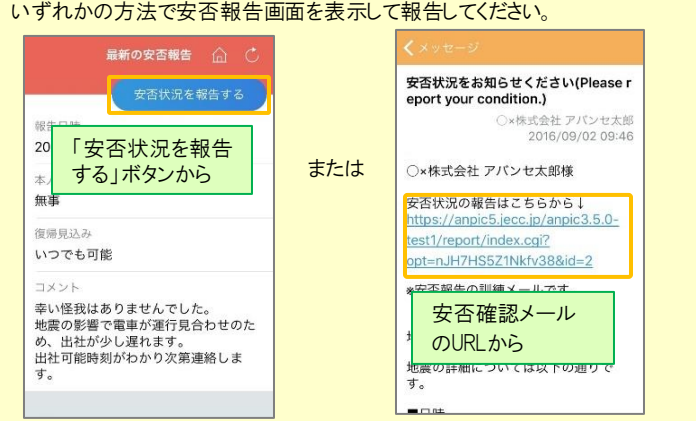 いずれかの方法で安否報告画面を表示して報告してください。
最新の安否報告
安否状況を報告する
報告日時
20
「安否状況を報告
する」ボタンから
本人
無事
復帰見込み
いつでも可能
コメント
幸い怪我はありませんでした。
地震の影響で電車が運行見合わせのた
め、出社が少し遅れます。
出社可能時刻がわかり次第連絡しま
す。
または
メッセージ
安否状況をお知らせください(Please r
eport your condition.)
○×株式会社 アバンセ太郎
2016/09/02 09:46
○×株式会社 アバンセ太郎様
安否状況の報告はこちらから↓
https://anpic5.jecc.jp/anpic3.5.0-
test1/report/index.cgi?
opt=nJH7HS5Z1Nkfv38&id=2
※安否報告の訓練メールです
安否確認メール
のURLから
地震の詳細については以下の通りで
す。
■日時